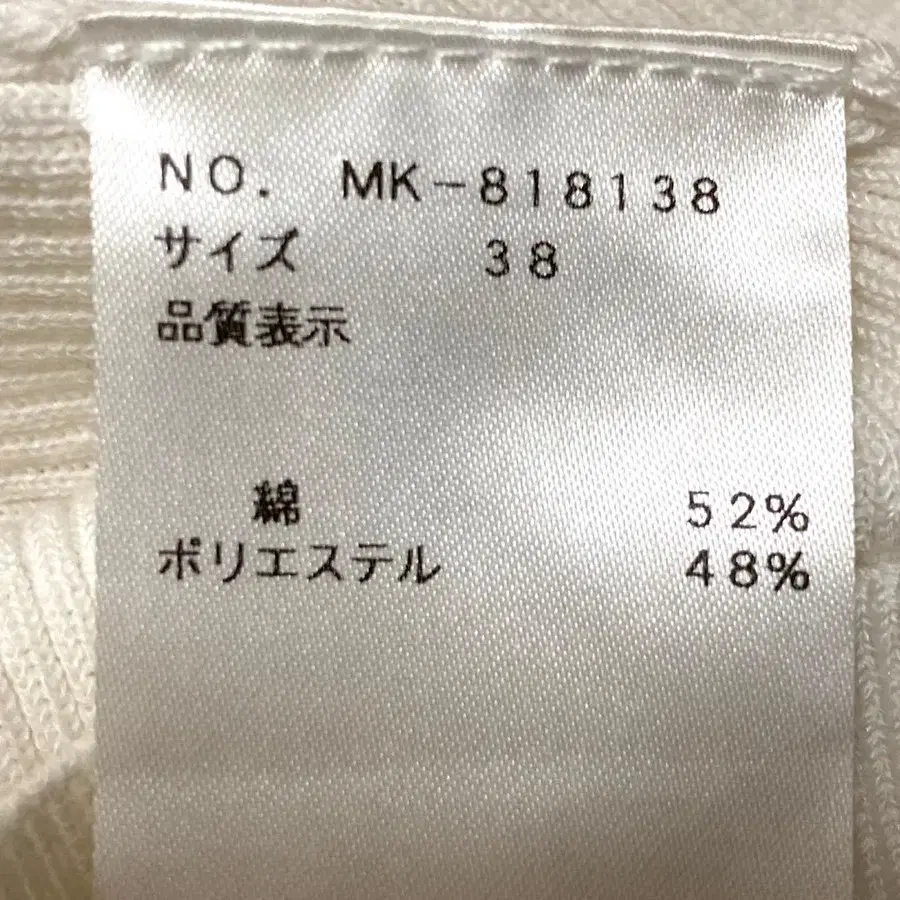 NO. MK-818138
サイズ 38
品質表示
綿 52%
ポリエステル 48%